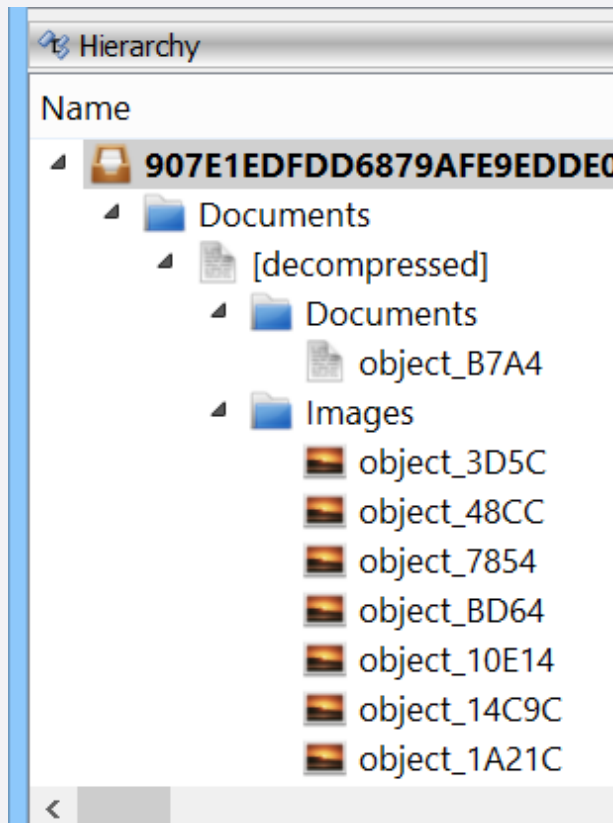 Hierarchy
Name
907E1EDFDD6879AFE9EDDE0
Documents
[decompressed]
Documents
object_B7A4
Images
object_3D5C
object_48CC
object_7854
object_BD64
object_10E14
object_14C9C
object_1A21C